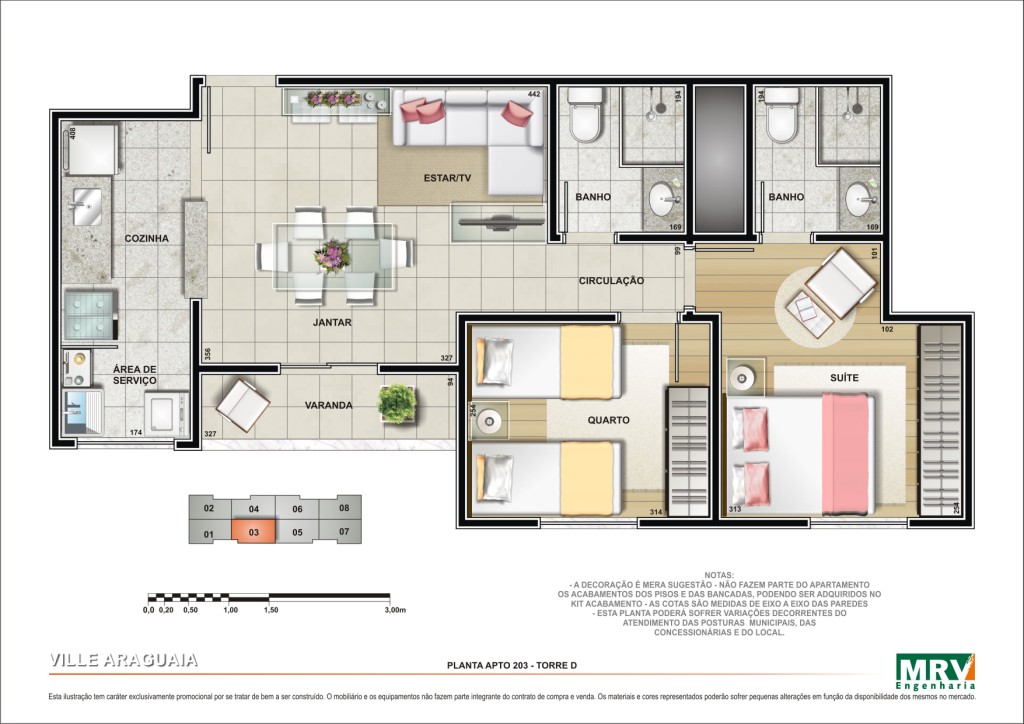 408
442
194
194
ESTAR/TV
BANHO
BANHO
169
169
COZINHA
99
101
CIRCULAÇÃO
JANTAR
102
356
327
ÁREA DE
SERVIÇO
94
SUÍTE
VARANDA
254
QUARTO
174
327
314
313
254
02
04
06
08
01
03
05
07
0,0
0,20
0,50
1,00
1,50
3,00m
NOTAS:
- A DECORAÇÃO É MERA SUGESTÃO - NÃO FAZEM PARTE DO APARTAMENTO
OS ACABAMENTOS DOS PISOS E DAS BANCADAS, PODENDO SER ADQUIRIDOS NO
KIT ACABAMENTO - AS COTAS SÃO MEDIDAS DE EIXO A EIXO DAS PAREDES
- ESTA PLANTA PODERÁ SOFRER VARIAÇÕES DECORRENTES DO
ATENDIMENTO DAS POSTURAS MUNICIPAIS, DAS
CONCESSIONÁRIAS E DO LOCAL.
VILLE ARAGUAIA
PLANTA APTO 203 - TORRE D
MRV
Engenharia
Esta ilustração tem caráter exclusivamente promocional por se tratar de bem a ser construído. O mobiliário e os equipamentos não fazem parte integrante do contrato de compra e venda. Os materiais e cores representados poderão sofrer pequenas alterações em função da disponibilidade dos mesmos no mercado.